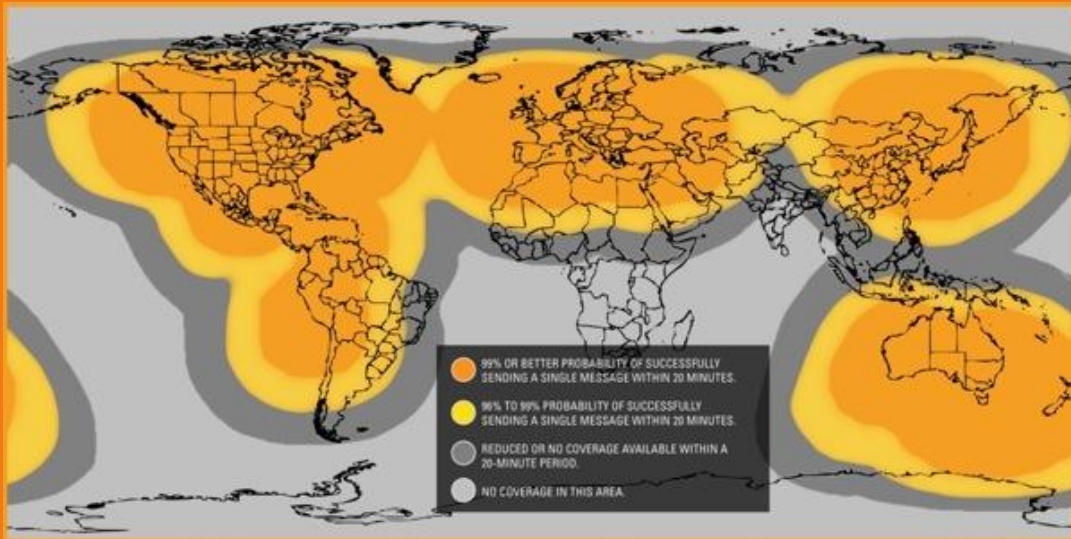 99% OR BETTER PROBABILITY OF SUCCESSFULLY
SENDING A SINGLE MESSAGE WITHIN 20 MINUTES.
96% TO 99% PROBABILITY OF SUCCESSFULLY
SENDING A SINGLE MESSAGE WITHIN 20 MINUTES.
REDUCED OR NO COVERAGE AVAILABLE WITHIN A
20-MINUTE PERIOD.
NO COVERAGE IN THIS AREA.